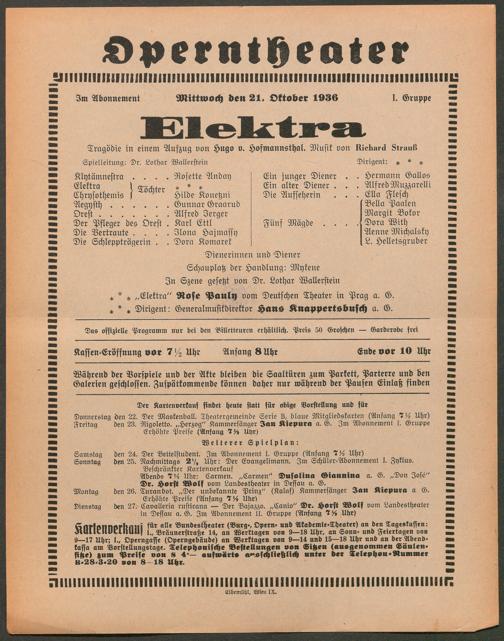 Operntheater
Im Abonnement Mittwoch den 21. Oktober 1936 I. Gruppe
Elektra
Tragödie in einem Aufzug von Hugo v. Hofmannsthal. Musik von Richard Strauß
Spielleitung: Dr. Lothar Wallerstein Dirigent: * * *
Klytämnestra . . . . Rosette Anday
Elektra } Töchter * * *
Chrysothemis } Töchter . Hilde Konetzni
Aegysth . . . . . . Gunnar Graarud
Orest . . . . . . . Alfred Jerger
Der Pfleger des Orest . Karl Ettl
Die Vertraute . . . . Ilona Hajmassy
Die Schleppträgerin . . Dora Komarek
Ein junger Diener . . . Hermann Gallos
Ein alter Diener . . . Alfred Muzzarelli
Die Aufseherin . . . . Ella Flesch
Fünf Mägde . . . . { Bella Paalen
Margit Bokor
Dora With
Aenne Michalsky
L. Helletsgruber
Dienerinnen und Diener
Schauplatz der Handlung: Mykene
In Szene gesetzt von Dr. Lothar Wallerstein
* * * „Elektra" Rose Pauly vom Deutschen Theater in Prag a. G.
* * * Dirigent: Generalmusikdirektor Hans Knappertsbusch a. G.
Das offizielle Programm nur bei den Billetteuren erhältlich. Preis 50 Groschen — Garderobe frei
Kassen-Eröffnung vor 7½ Uhr Anfang 8 Uhr Ende vor 10 Uhr
Während der Vorspiele und der Akte bleiben die Saaltüren zum Parkett, Parterre und den
Galerien geschlossen. Zuspätkommende können daher nur während der Pausen Einlaß finden
Der Kartenverkauf findet heute statt für obige Vorstellung und für
Donnerstag den 22. Der Maskenball. Theatergemeinde Serie B, blaue Mitgliedskarten (Anfang 7½ Uhr)
Freitag den 23. Rigoletto. „Herzog" Kammersänger Jan Kiepura a. G. Im Abonnement I. Gruppe
Erhöhte Preise (Anfang 7½ Uhr)
Weiterer Spielplan:
Samstag den 24. Der Bettelstudent. Im Abonnement I. Gruppe (Anfang 7½ Uhr)
Sonntag den 25. Nachmittags 2½ Uhr: Der Evangelimann. Im Schüler-Abonnement I. Zyklus.
Beschränkter Kartenverkauf
Abends 7½ Uhr: Carmen. „Carmen" Dusolina Giannina a. G. „Don José"
Dr. Horst Wolf vom Landestheater in Dessau a. G.
Montag den 26. Turandot. „Der unbekannte Prinz" (Kalaf) Kammersänger Jan Kiepura a. G.
Erhöhte Preise (Anfang 7½ Uhr)
Dienstag den 27. Cavalleria rusticana — Der Bajazzo. „Canio" Dr. Horst Wolf vom Landestheater
in Dessau a. G. Im Abonnement II. Gruppe (Anfang 7½ Uhr)
Kartenverkauf für alle Bundestheater (Burg-, Opern- und Akademie-Theater) an den Tageskassen:
I., Bräunerstraße 14, an Werktagen von 9—18 Uhr, an Sonn- und Feiertagen von
9—17 Uhr; I., Operngasse (Operngebäude) an Werktagen von 9—14 und 15—18 Uhr und an der Abend-
kassa am Vorstellungstage. Telephonische Bestellungen von Sitzen (ausgenommen Säulen-
sitze) zum Preise von S 4·— aufwärts ausschließlich unter der Telephon-Nummer
R-28-3-20 von 8—18 Uhr.
Elbemühl, Wien IX.